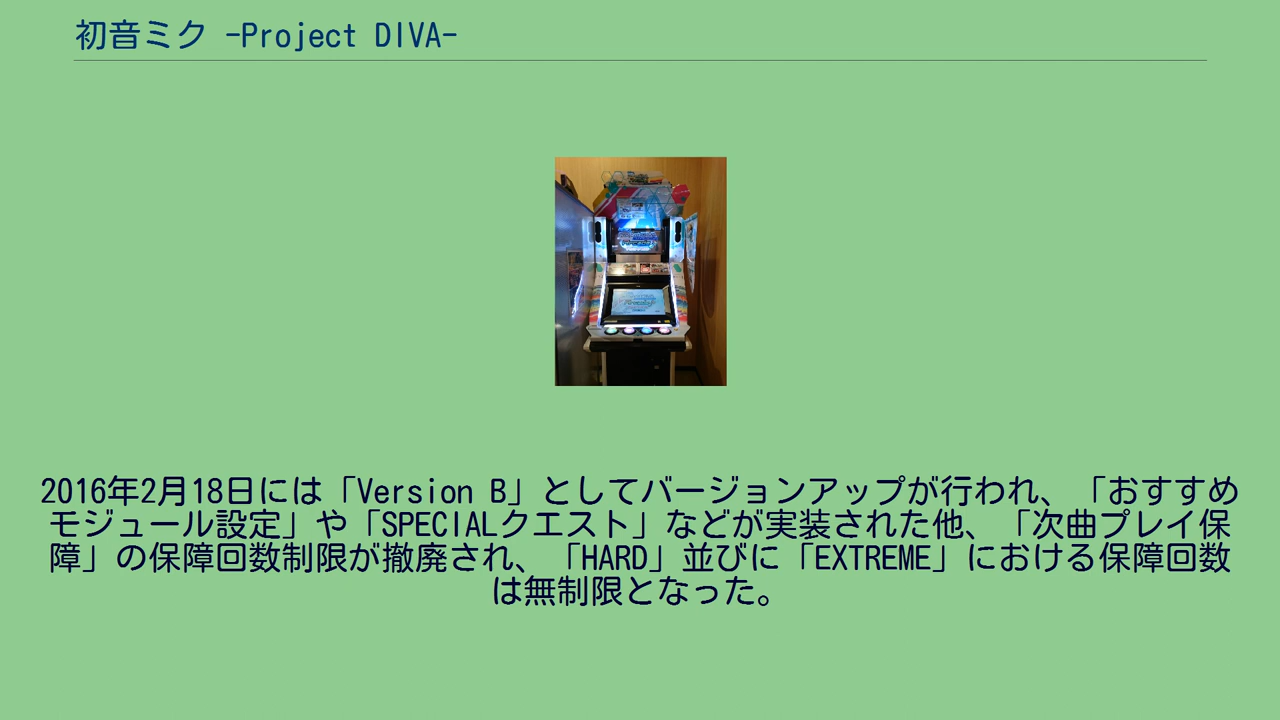 初音ミク -Project DIVA-
2016年2月18日には「Version B」としてバージョンアップが行われ、「おすすめ
モジュール設定」や「SPECIALクエスト」などが実装された他、「次曲プレイ保
障」の保障回数制限が撤廃され、「HARD」並びに「EXTREME」における保障回数
は無制限となった。